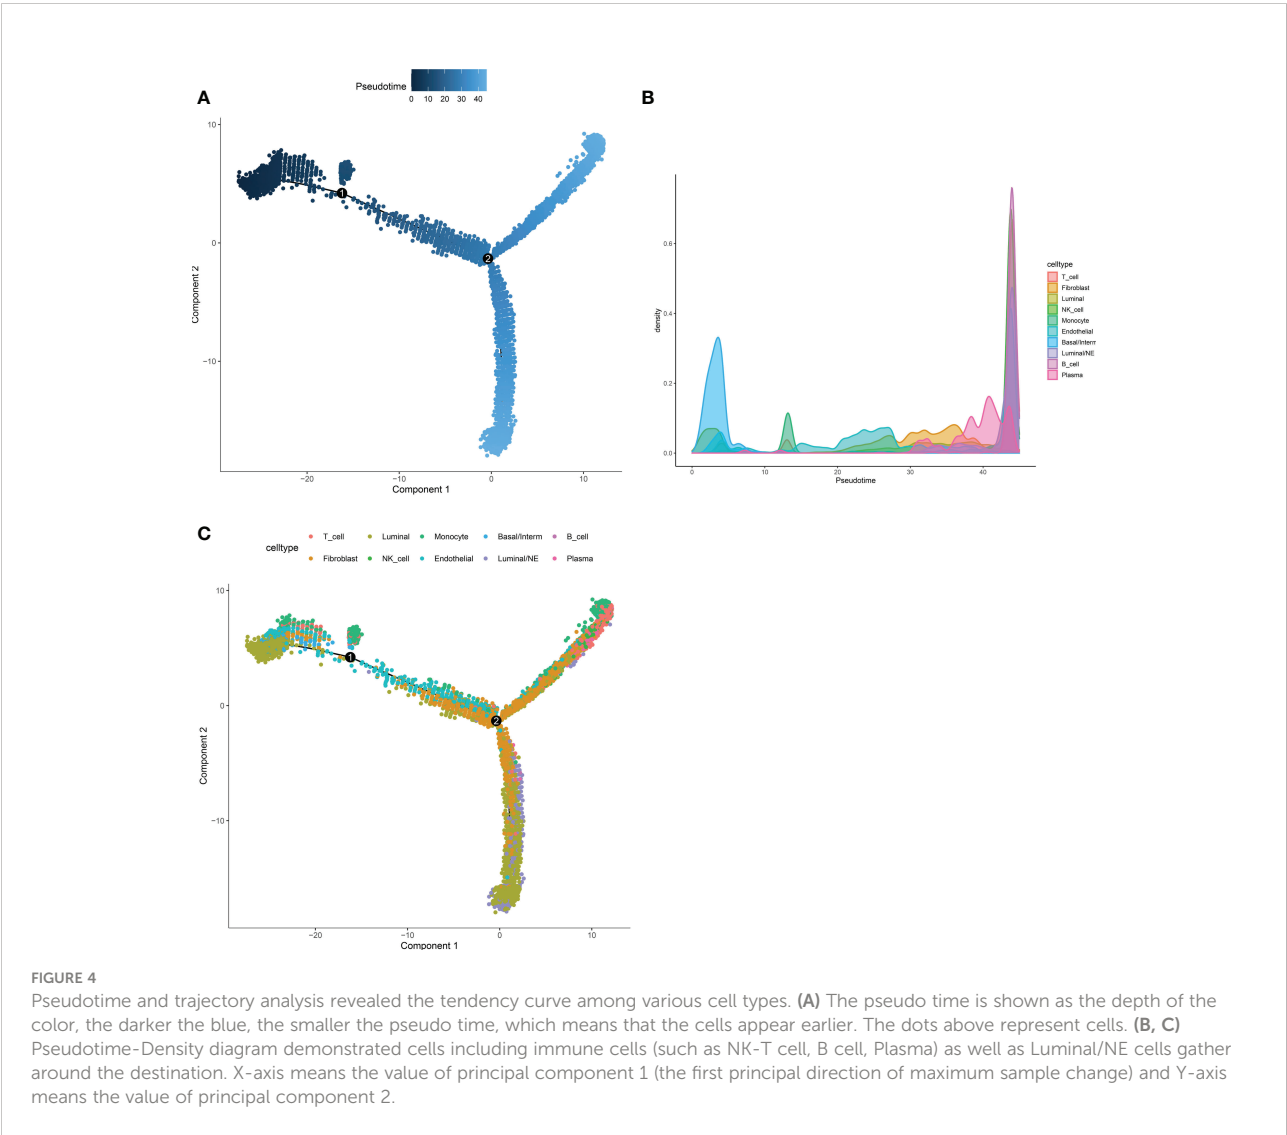 A
Pseudotime
0 10 20 30 40
10
0
−10
Component 2
−20 −10 0 10
Component 1
1
2
B
0.6
0.4
0.2
0.0
density
0 10 20 30 40
Pseudotime
celltype
T_cell
Fibroblast
Luminal
NK_cell
Monocyte
Endothelial
Basal/Interm
Luminal/NE
B_cell
Plasma
C
celltype
T_cell Luminal Monocyte Basal/Interm B_cell
Fibroblast NK_cell Endothelial Luminal/NE Plasma
10
0
−10
Component 2
−20 −10 0 10
Component 1
1
2
FIGURE 4
Pseudotime and trajectory analysis revealed the tendency curve among various cell types. (A) The pseudo time is shown as the depth of the
color, the darker the blue, the smaller the pseudo time, which means that the cells appear earlier. The dots above represent cells. (B, C)
Pseudotime-Density diagram demonstrated cells including immune cells (such as NK-T cell, B cell, Plasma) as well as Luminal/NE cells gather
around the destination. X-axis means the value of principal component 1 (the first principal direction of maximum sample change) and Y-axis
means the value of principal component 2.